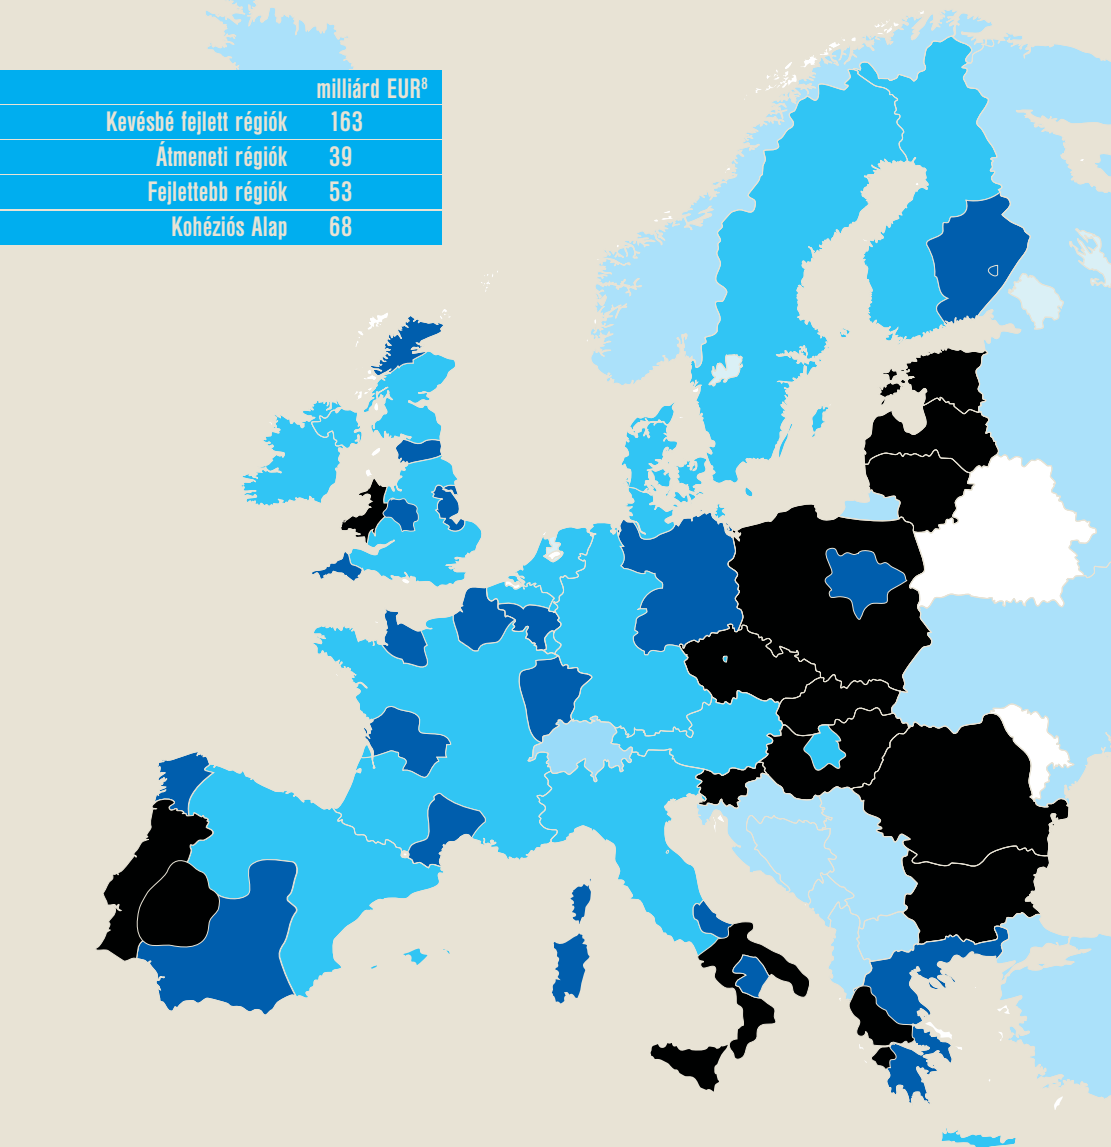 milliárd EUR⁸
Kevésbé fejlett régiók 163
Átmeneti régiók 39
Fejlettebb régiók 53
Kohéziós Alap 68